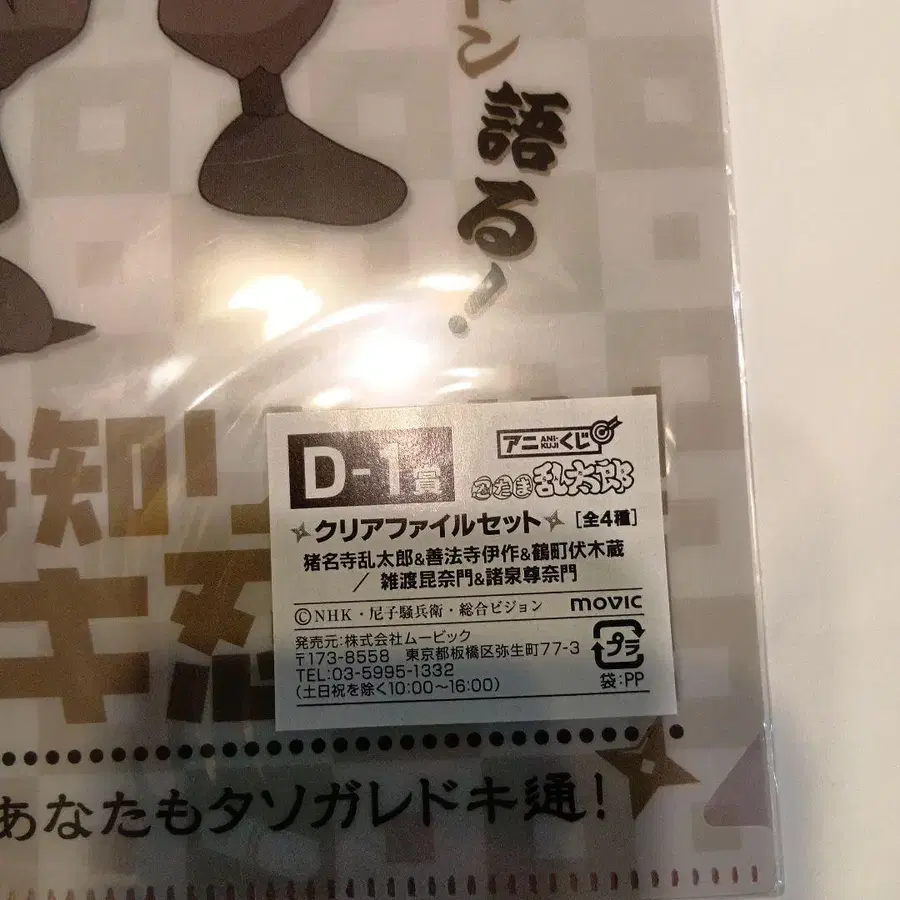 ン
語る!
知
キ
D-1賞
アニくじ
ANI-KUJI
忍たま乱太郎
クリアファイルセット [全4種]
猪名寺乱太郎&善法寺伊作&鶴町伏木蔵
/ 雑渡昆奈門&諸泉尊奈門
©NHK・尼子騒兵衛・総合ビジョン movic
発売元:株式会社ムービック
〒173-8558 東京都板橋区弥生町77-3
TEL:03-5995-1332
(土日祝を除く10:00〜16:00)
プラ
袋:PP
あなたもタソガレドキ通!